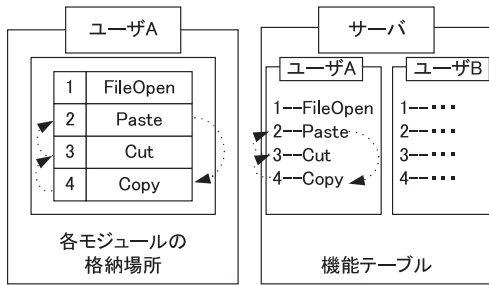 ユーザA
1 FileOpen
2 Paste
3 Cut
4 Copy
各モジュールの
格納場所
サーバ
ユーザA
1--FileOpen
2--Paste
3--Cut
4--Copy
ユーザB
1--･･･
2--･･･
3--･･･
4--･･･
機能テーブル